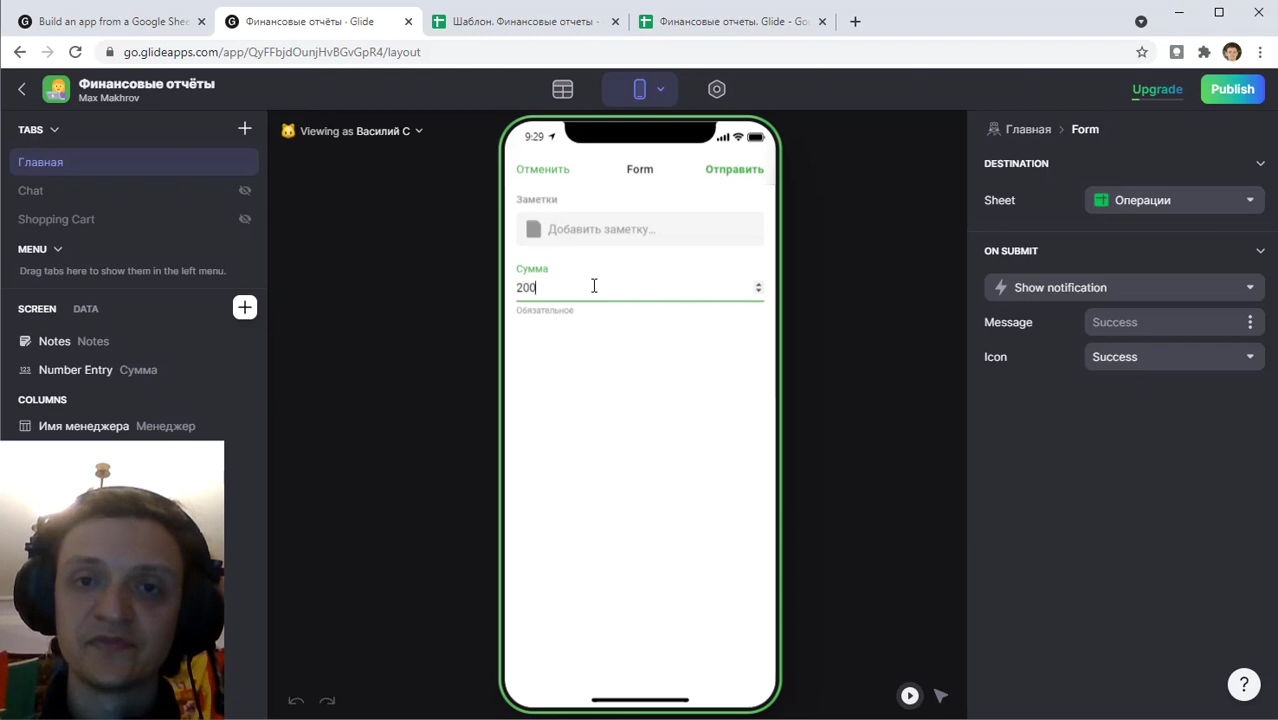 Build an app from a Google Shee
Финансовые отчёты · Glide
Шаблон. Финансовые отчеты -
Финансовые отчеты. Glide - Goo
go.glideapps.com/app/QyFFbjdOunjHvBGvGpR4/layout
Финансовые отчёты
Max Makhrov
Upgrade
Publish
TABS
Главная
Chat
Shopping Cart
MENU
Drag tabs here to show them in the left menu.
SCREEN DATA
Notes Notes
123 Number Entry Сумма
COLUMNS
Имя менеджера Менеджер
Viewing as Василий С
9:29
Отменить Form Отправить
Заметки
Добавить заметку...
Сумма
200
Обязательное
Главная > Form
DESTINATION
Sheet Операции
ON SUBMIT
Show notification
Message Success
Icon Success
?